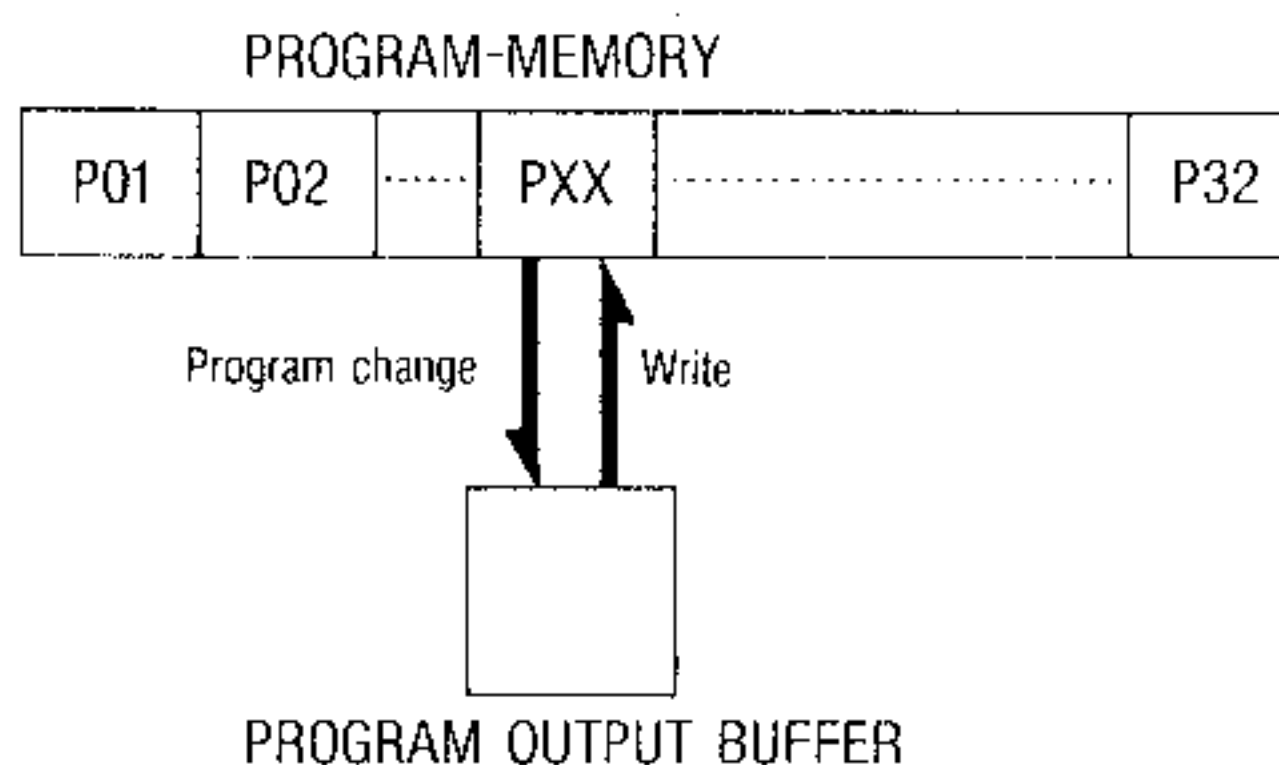 PROGRAM-MEMORY
P01 P02 PXX P32
Program change Write
PROGRAM OUTPUT BUFFER